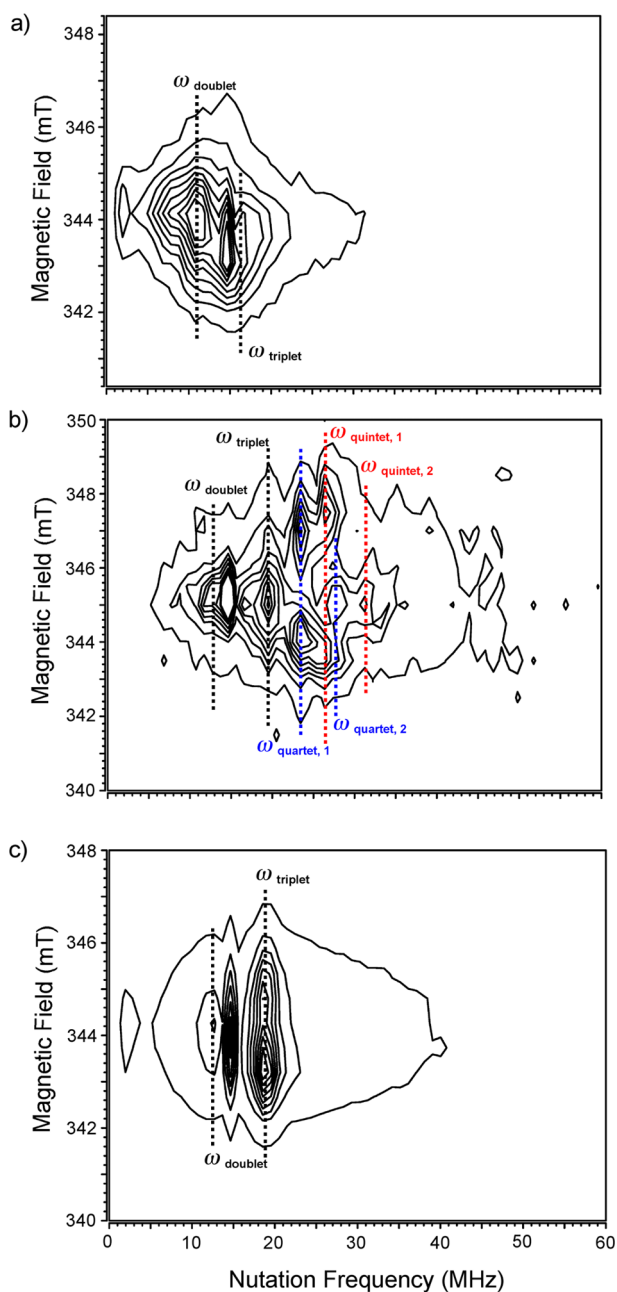 a)
348
346
344
342
Magnetic Field (mT)
ω doublet
ω triplet
b)
350
348
346
344
342
340
Magnetic Field (mT)
ω quintet, 1
ω triplet
ω quintet, 2
ω doublet
ω quartet, 2
ω quartet, 1
c)
348
346
344
342
340
Magnetic Field (mT)
ω triplet
ω doublet
0 10 20 30 40 50 60
Nutation Frequency (MHz)